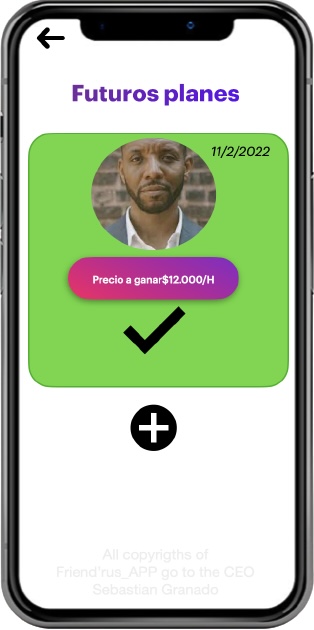 Futuros planes
11/2/2022
Precio a ganar$12.000/H
All copyrigths of
Friend'rus_APP go to the CEO
Sebastian Granado